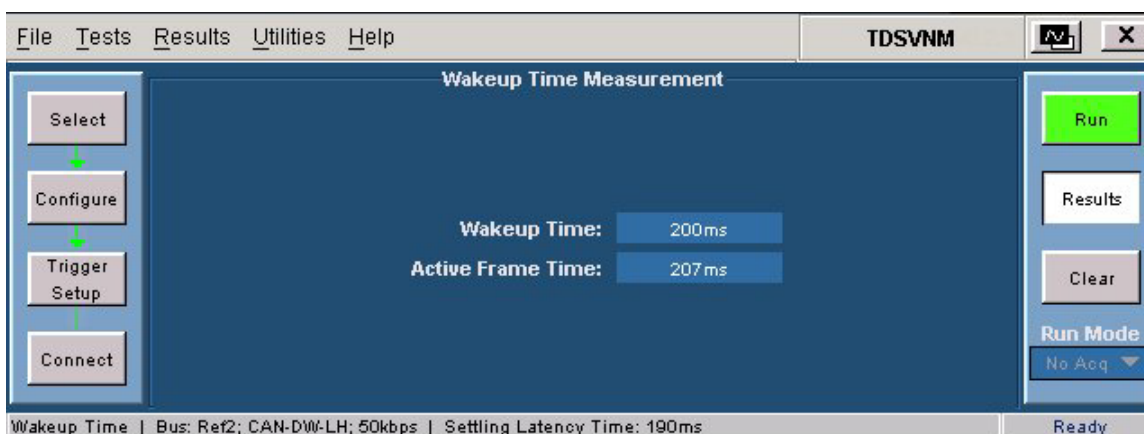 File Tests Results Utilities Help TDSVNM X
Wakeup Time Measurement
Select
Configure
Trigger
Setup
Connect
Wakeup Time: 200ms
Active Frame Time: 207ms
Run
Results
Clear
Run Mode
No Acq
Wakeup Time | Bus: Ref2; CAN-DW-LH; 50kbps | Settling Latency Time: 190ms Ready